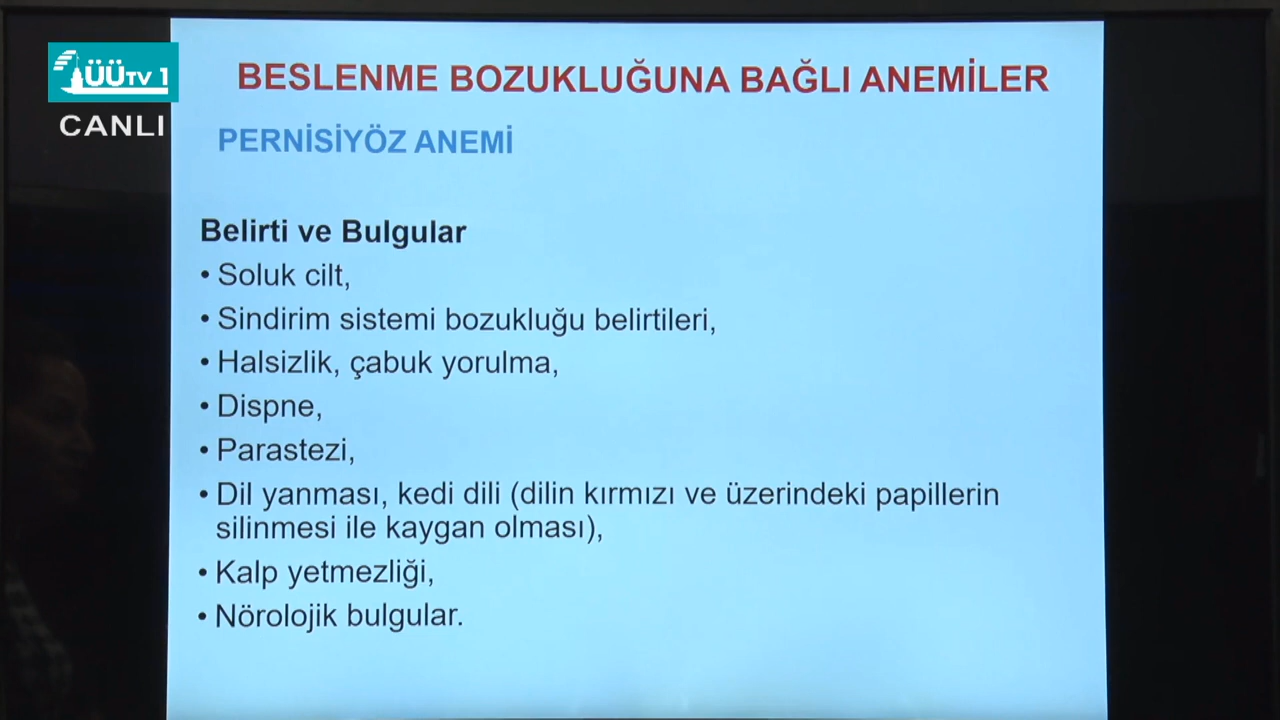 ÜÜTV 1
CANLI
BESLENME BOZUKLUĞUNA BAĞLI ANEMİLER
PERNİSİYÖZ ANEMİ
Belirti ve Bulgular
• Soluk cilt,
• Sindirim sistemi bozukluğu belirtileri,
• Halsizlik, çabuk yorulma,
• Dispne,
• Parastezi,
• Dil yanması, kedi dili (dilin kırmızı ve üzerindeki papillerin
silinmesi ile kaygan olması),
• Kalp yetmezliği,
• Nörolojik bulgular.